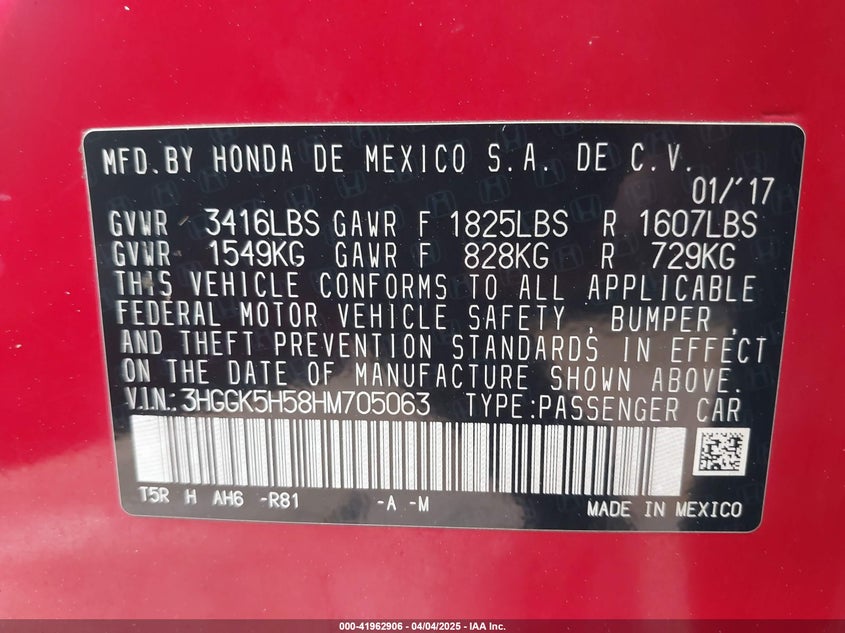 MFD.BY HONDA DE MEXICO S.A. DE C.V.
01/'17
GVWR 3416LBS GAWR F 1825LBS R 1607LBS
GVWR 1549KG GAWR F 828KG R 729KG
THIS VEHICLE CONFORMS TO ALL APPLICABLE
FEDERAL MOTOR VEHICLE SAFETY , BUMPER ,
AND THEFT PREVENTION STANDARDS IN EFFECT
ON THE DATE OF MANUFACTURE SHOWN ABOVE.
V.I.N.:3HGGK5H58HM705063 TYPE:PASSENGER CAR
T5R H AH6 -R81 -A -M
MADE IN MEXICO
000-41962906 - 04/04/2025 - IAA Inc.